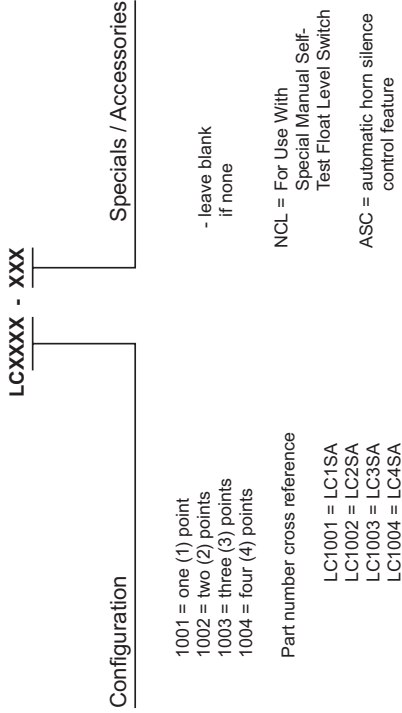 LCXXXX - XXX
Configuration
1001 = one (1) point
1002 = two (2) points
1003 = three (3) points
1004 = four (4) points
Part number cross reference
LC1001 = LC1SA
LC1002 = LC2SA
LC1003 = LC3SA
LC1004 = LC4SA
Specials / Accessories
- leave blank
if none
NCL = For Use With
Special Manual Self-
Test Float Level Switch
ASC = automatic horn silence
control feature